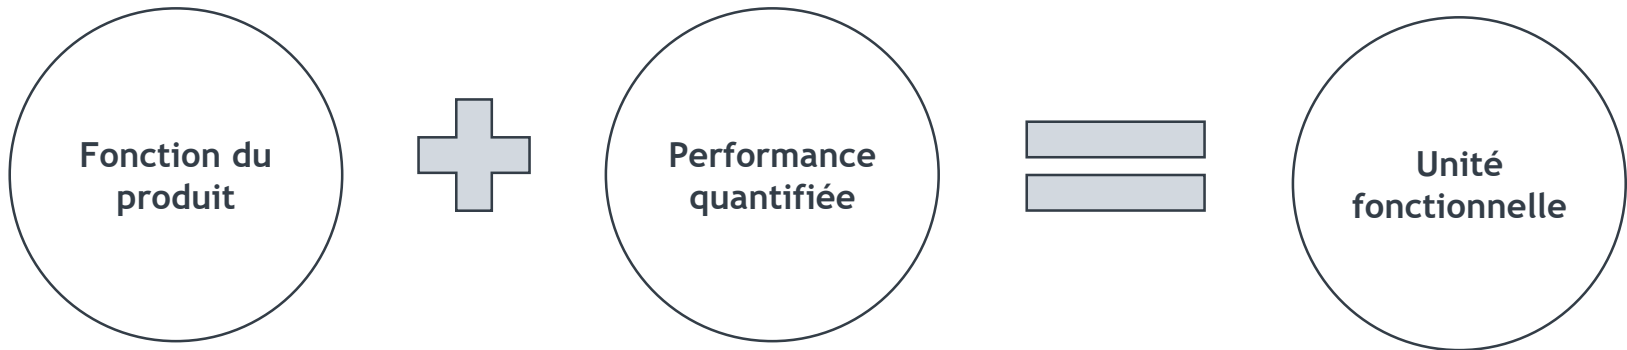 Fonction du
produit
Performance
quantifiée
Unité
fonctionnelle